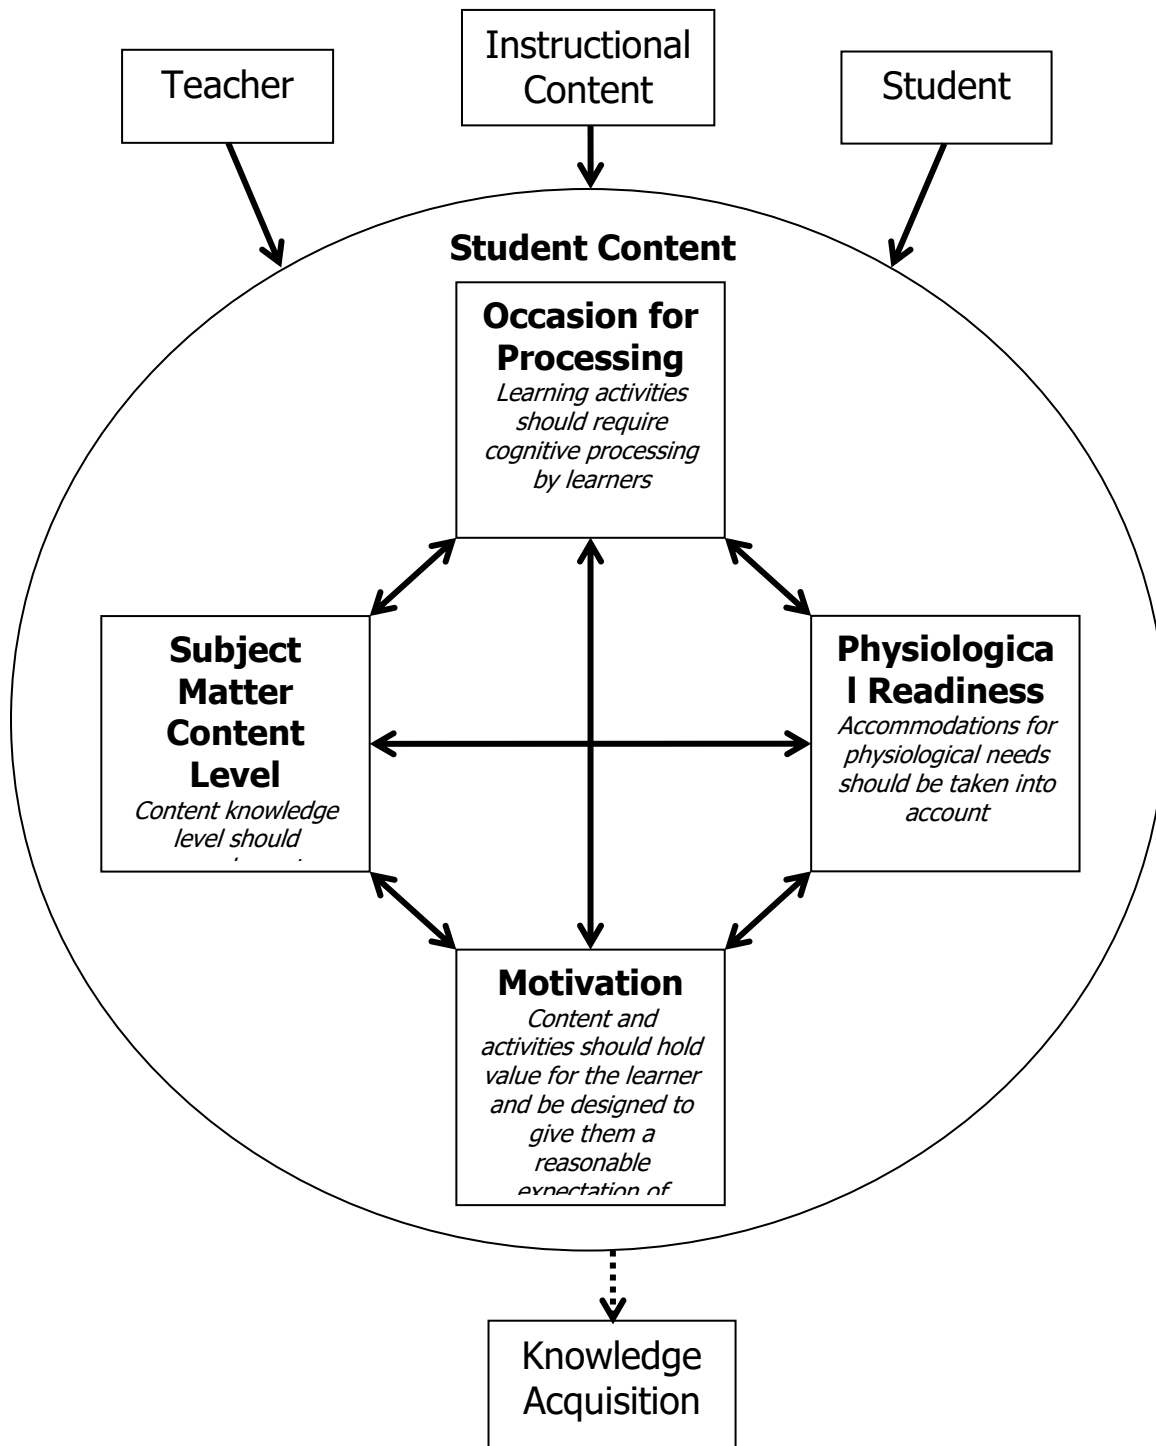 Teacher
Instructional
Content
Student
Student Content
Occasion for
Processing
Learning activities
should require
cognitive processing
by learners
Subject
Matter
Content
Level
Content knowledge
level should
Physiologica
l Readiness
Accommodations for
physiological needs
should be taken into
account
Motivation
Content and
activities should hold
value for the learner
and be designed to
give them a
reasonable
expectation of
Knowledge
Acquisition